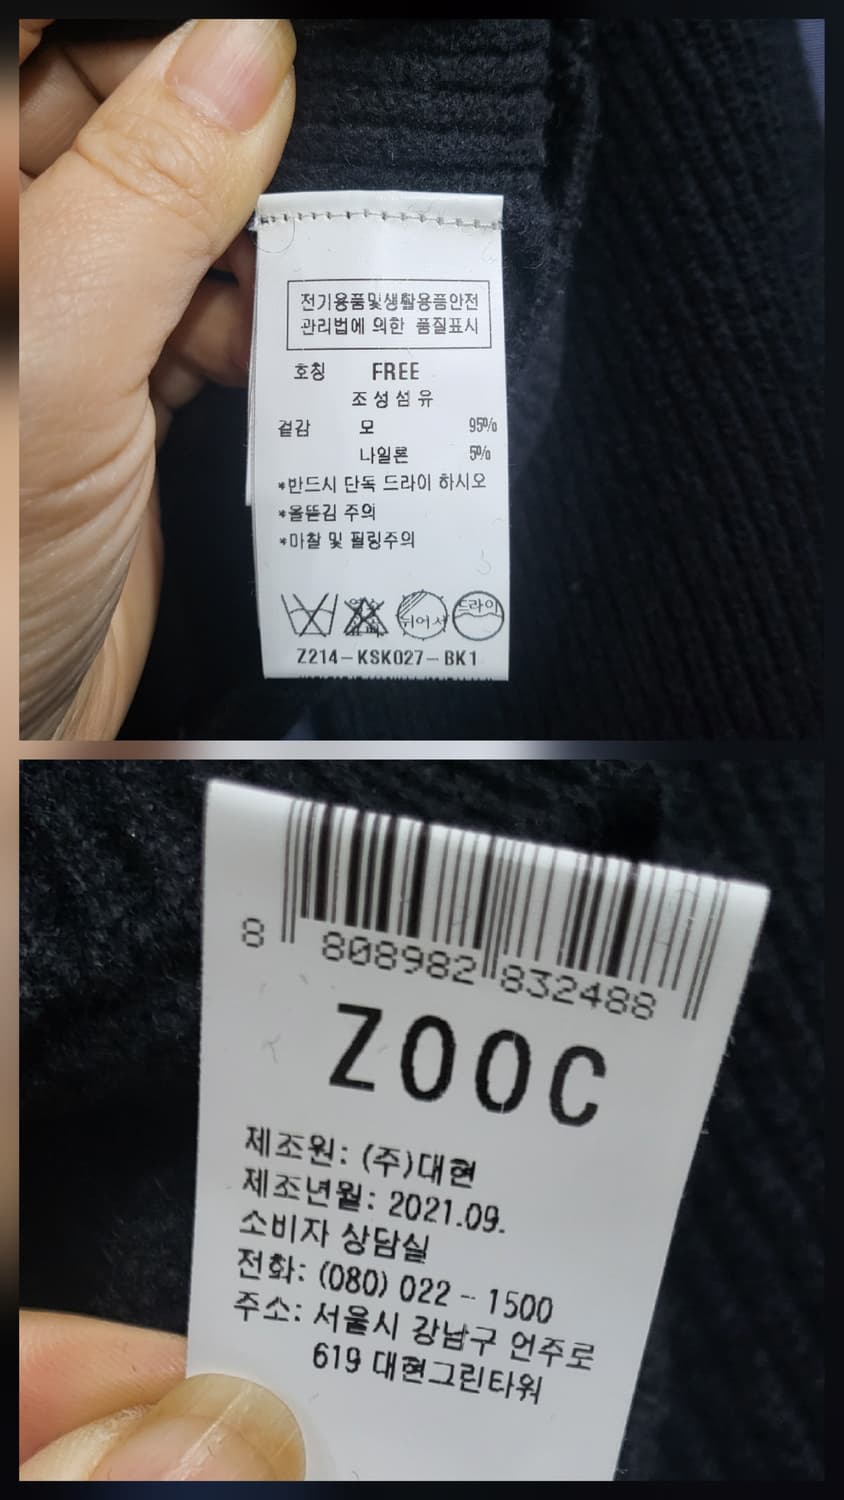 전기용품및생활용품안전
관리법에 의한 품질표시
호칭 FREE
조성섬유
겉감 모 95%
나일론 5%
*반드시 단독 드라이 하시오
*올뜯김 주의
*마찰 및 필링주의
뉘어서 드라이
Z214-KSK027-BK1
8 808982 832488
ZOOC
제조원: (주)대현
제조년월: 2021.09.
소비자 상담실
전화: (080) 022 - 1500
주소: 서울시 강남구 언주로
619 대현그린타워